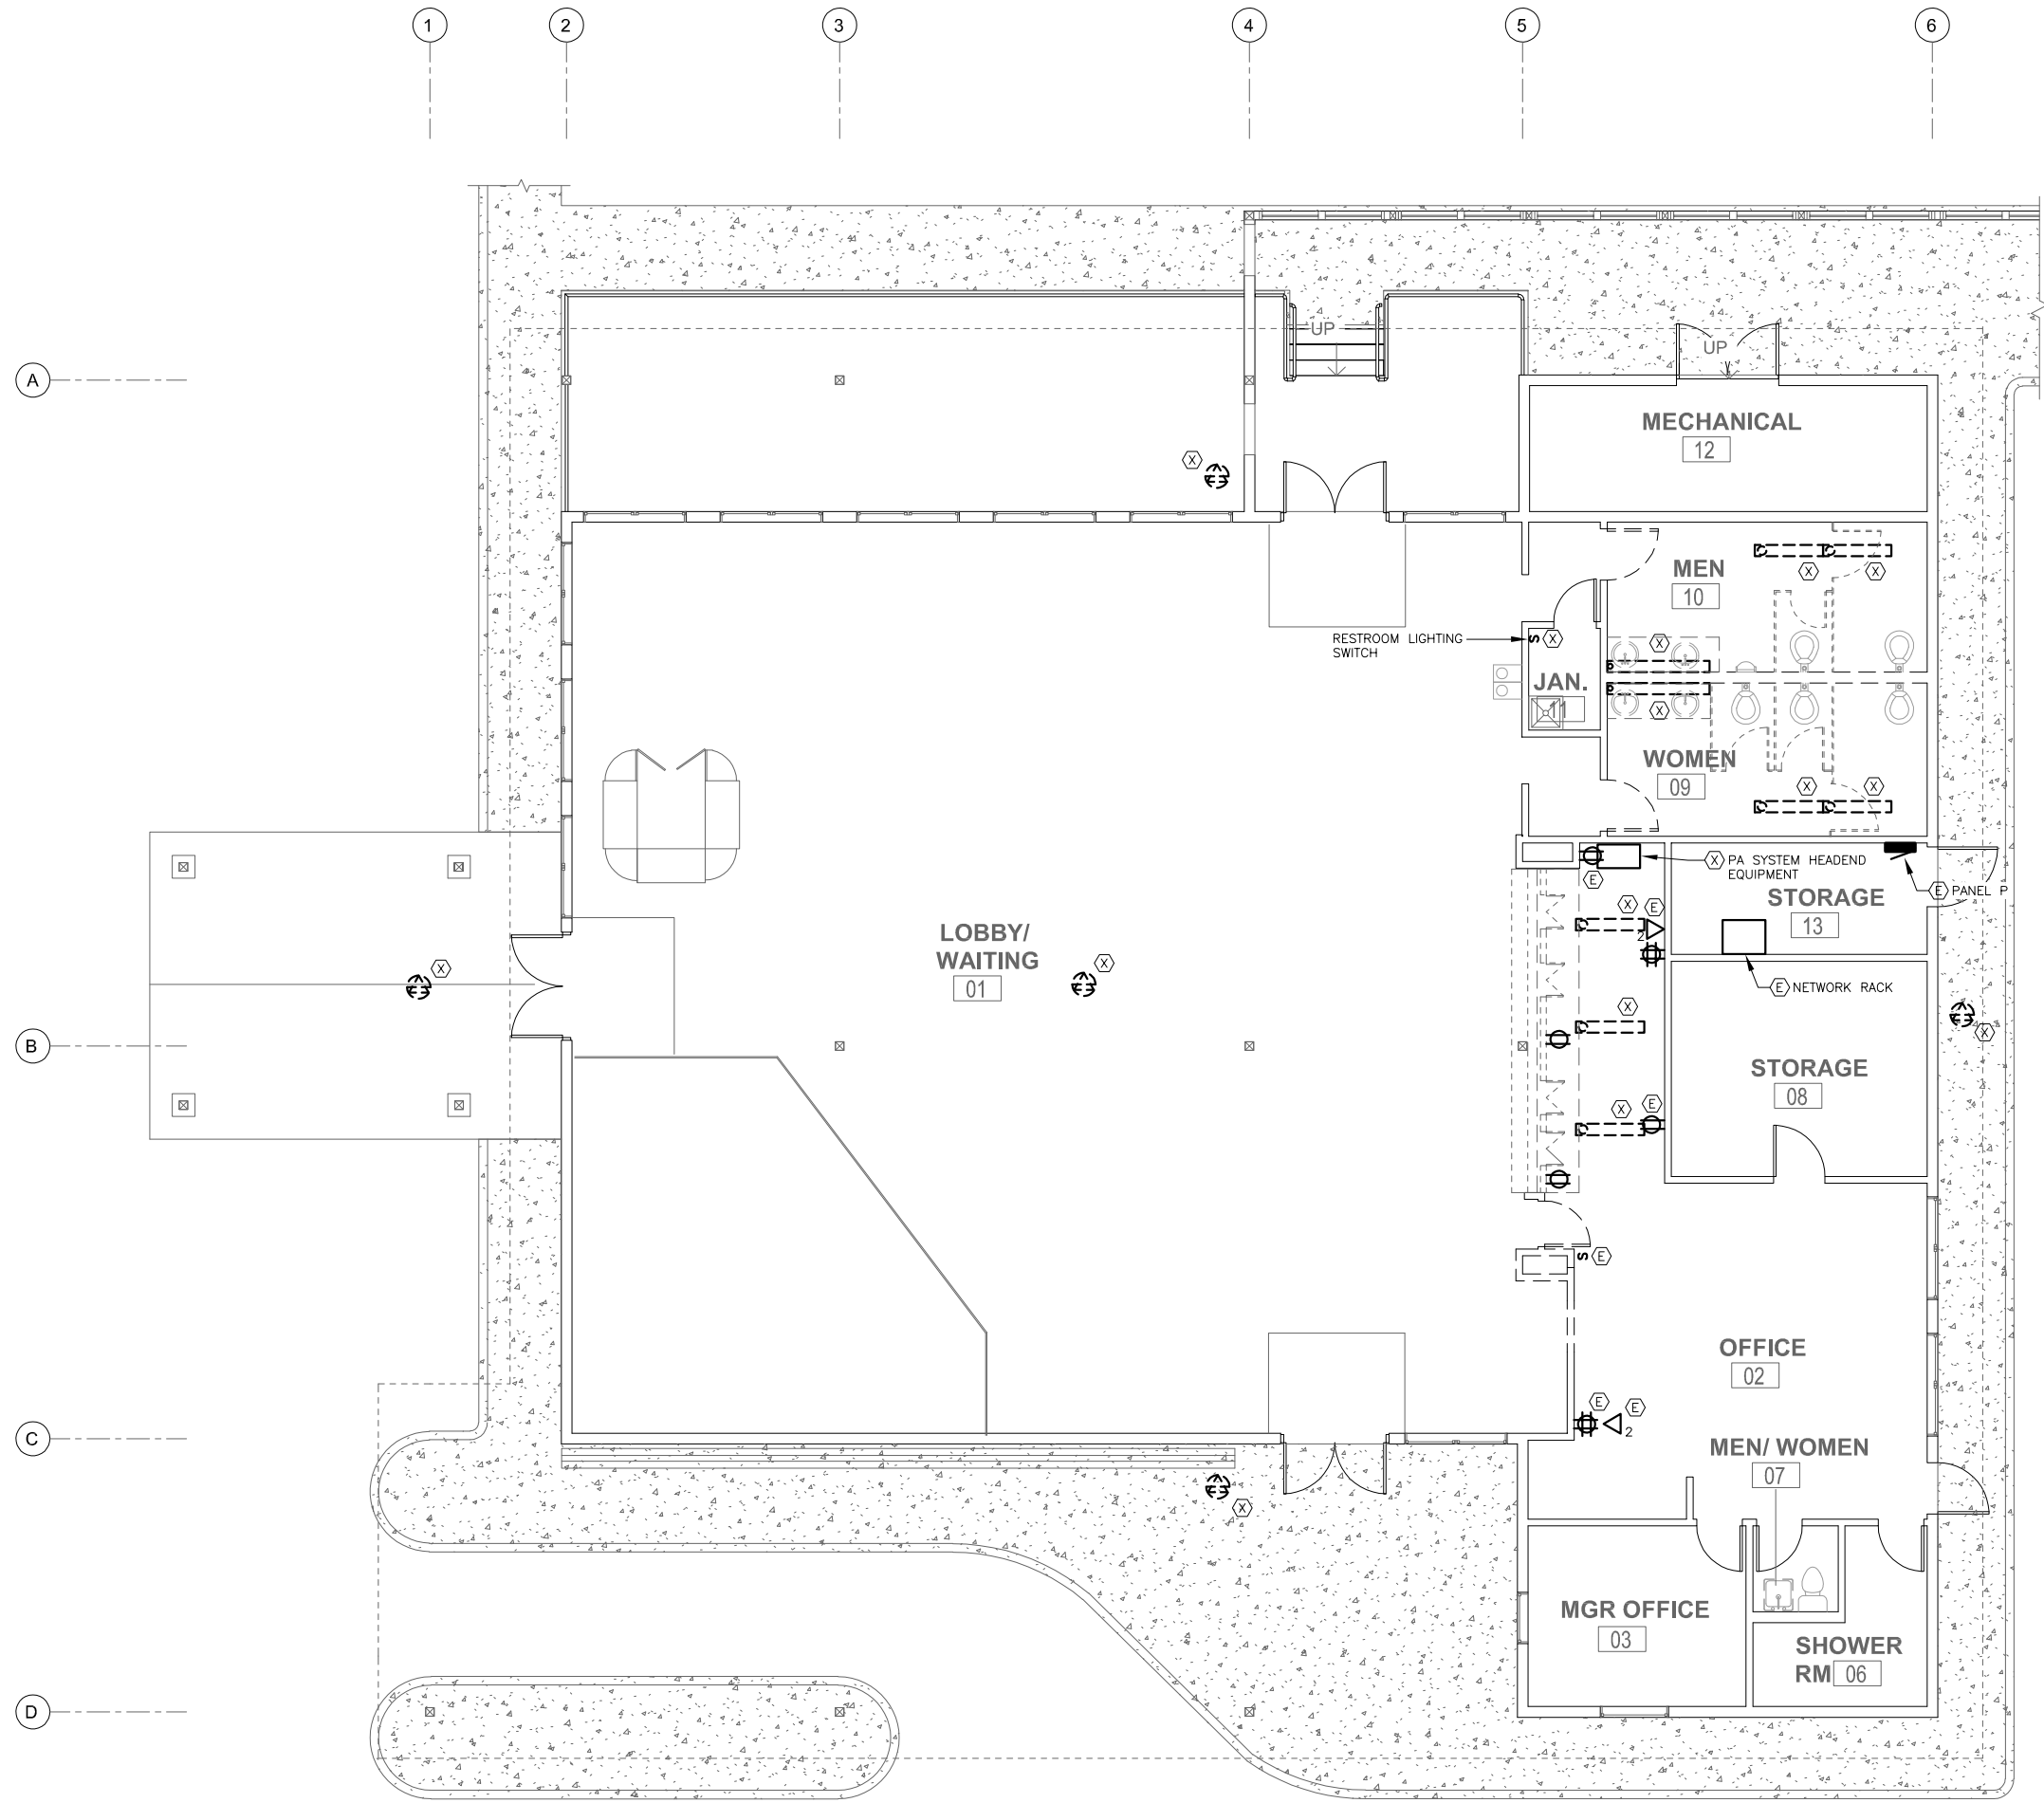 1
2
3
4
5
6
UP
UP
A
MECHANICAL
12
X
MEN
10
X
X
RESTROOM LIGHTING
SWITCH
S
X
X
JAN.
11
X
WOMEN
09
X
X
X
PA SYSTEM HEADEND
EQUIPMENT
E
E
PANEL P
STORAGE
13
X
E
2
LOBBY/
WAITING
01
X
X
E
NETWORK RACK
X
X
B
STORAGE
08
X
E
S
E
OFFICE
02
E
E
2
C
MEN/ WOMEN
07
X
MGR OFFICE
03
SHOWER
RM
06
D